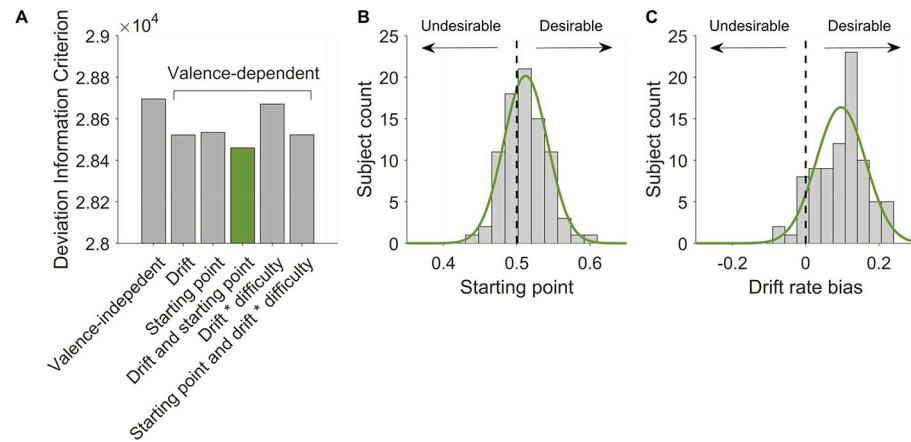 A
×10⁴
2.9
2.88
2.86
2.84
2.82
2.8
Deviation Information Criterion
Valence-dependent
Valence-indepedent
Drift
Starting point
Drift and starting point
Drift * difficulty
Starting point and drift * difficulty
B
Undesirable
Desirable
25
20
15
10
5
0
Subject count
0.4
0.5
0.6
Starting point
C
Undesirable
Desirable
25
20
15
10
5
0
Subject count
-0.2
0
0.2
Drift rate bias